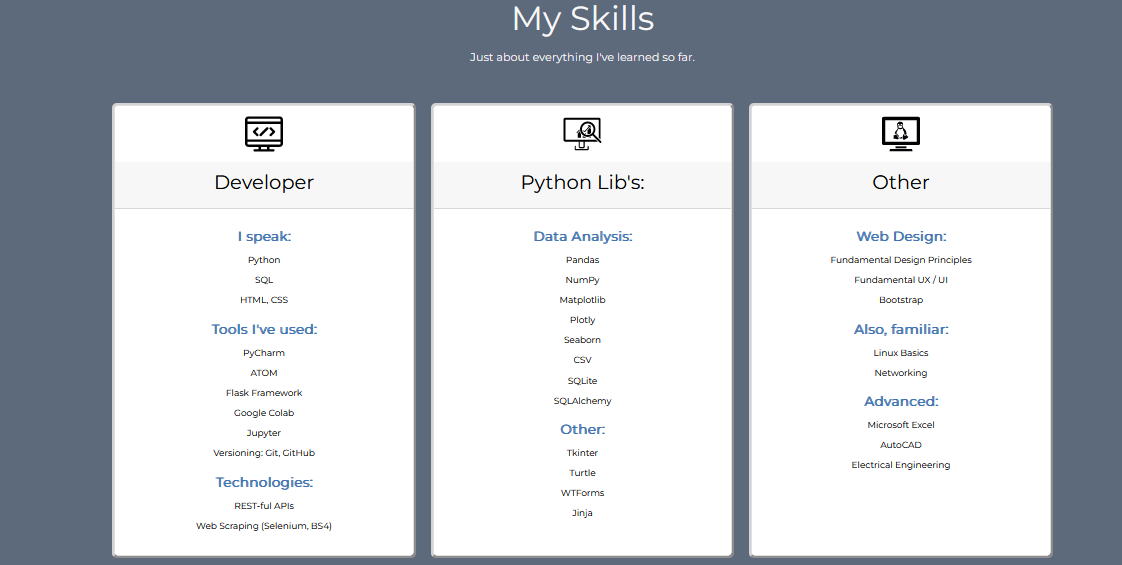 My Skills
Just about everything I've learned so far.
Developer
I speak:
Python
SQL
HTML, CSS
Tools I've used:
PyCharm
ATOM
Flask Framework
Google Colab
Jupyter
Versioning: Git, GitHub
Technologies:
REST-ful APIs
Web Scraping (Selenium, BS4)
Python Lib's:
Data Analysis:
Pandas
NumPy
Matplotlib
Plotly
Seaborn
CSV
SQLite
SQLAlchemy
Other:
Tkinter
Turtle
WTForms
Jinja
Other
Web Design:
Fundamental Design Principles
Fundamental UX / UI
Bootstrap
Also, familiar:
Linux Basics
Networking
Advanced:
Microsoft Excel
AutoCAD
Electrical Engineering